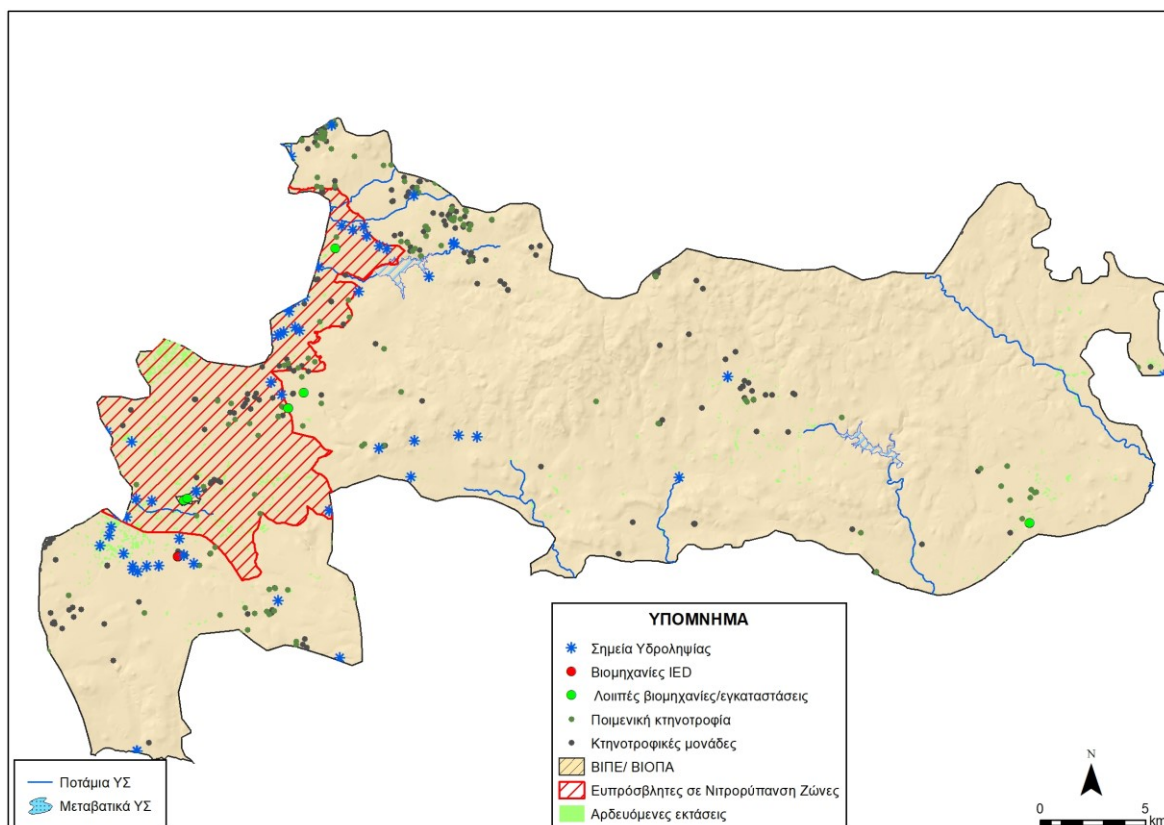 ΥΠΟΜΝΗΜΑ
Σημεία Υδροληψίας
Βιομηχανίες IED
Λοιπές βιομηχανίες/εγκαταστάσεις
Ποιμενική κτηνοτροφία
Κτηνοτροφικές μονάδες
ΒΙΠΕ/ ΒΙΟΠΑ
Ευπρόσβλητες σε Νιτρορύπανση Ζώνες
Αρδευόμενες εκτάσεις
Ποτάμια ΥΣ
Μεταβατικά ΥΣ
N
0 5
km